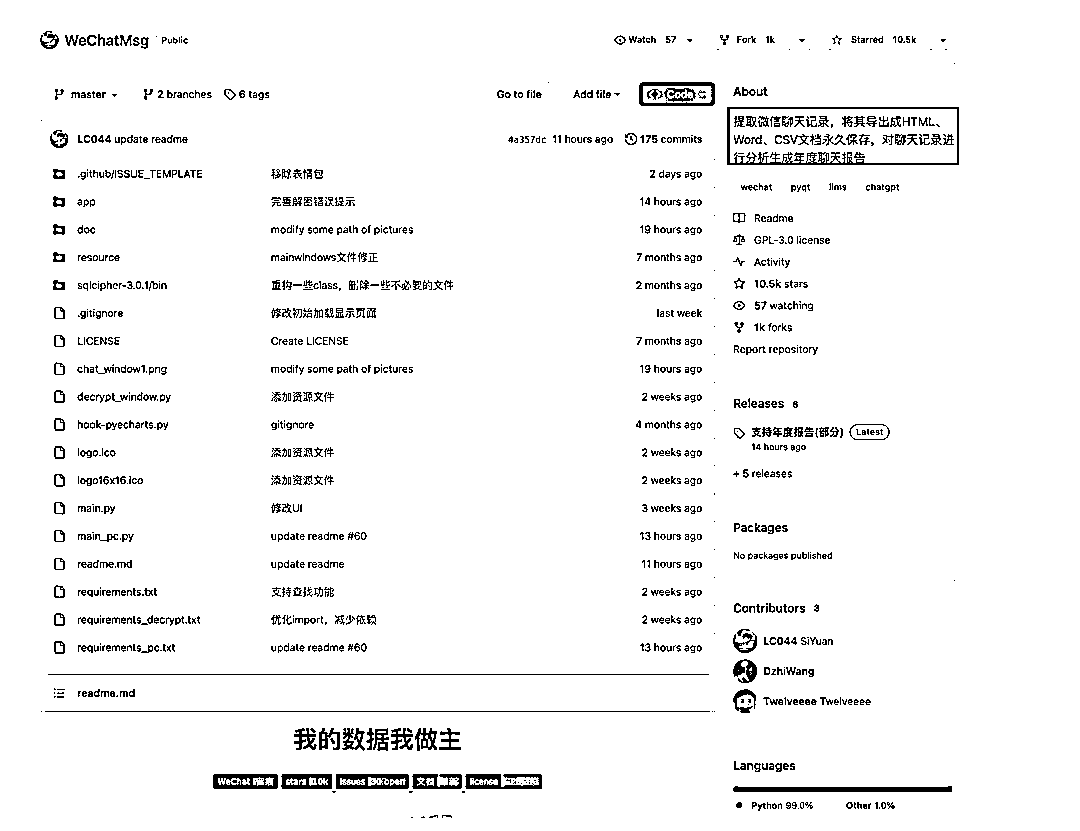 WeChatMsg Public
Watch 57 Fork 1k Starred 10.5k
master 2 branches 6 tags Go to file Add file Code
LC044 update readme 4a357dc 11 hours ago 175 commits
.github/ISSUE_TEMPLATE 移除表情包 2 days ago
app 完善解密错误提示 14 hours ago
doc modify some path of pictures 19 hours ago
resource mainwindows文件修正 7 months ago
sqlcipher-3.0.1/bin 重构一些class，删除一些不必要的文件 2 months ago
.gitignore 修改初始加载显示页面 last week
LICENSE Create LICENSE 7 months ago
chat_window1.png modify some path of pictures 19 hours ago
decrypt_window.py 添加资源文件 2 weeks ago
hook-pyecharts.py gitignore 4 months ago
logo.ico 添加资源文件 2 weeks ago
logo16x16.ico 添加资源文件 2 weeks ago
main.py 修改UI 3 weeks ago
main_pc.py update readme #60 13 hours ago
readme.md update readme 11 hours ago
requirements.txt 支持查找功能 2 weeks ago
requirements_decrypt.txt 优化import，减少依赖 2 weeks ago
requirements_pc.txt update readme #60 13 hours ago
readme.md
我的数据我做主
WeChat stars 10k issues 文档 license
About
提取微信聊天记录，将其导出成HTML、
Word、CSV文档永久保存，对聊天记录进
行分析生成年度聊天报告
wechat pyqt llms chatgpt
Readme
GPL-3.0 license
Activity
10.5k stars
57 watching
1k forks
Report repository
Releases 6
支持年度报告(部分) Latest
14 hours ago
+ 5 releases
Packages
No packages published
Contributors 3
LC044 SiYuan
DzhiWang
Twelveeee Twelveeee
Languages
Python 99.0% Other 1.0%